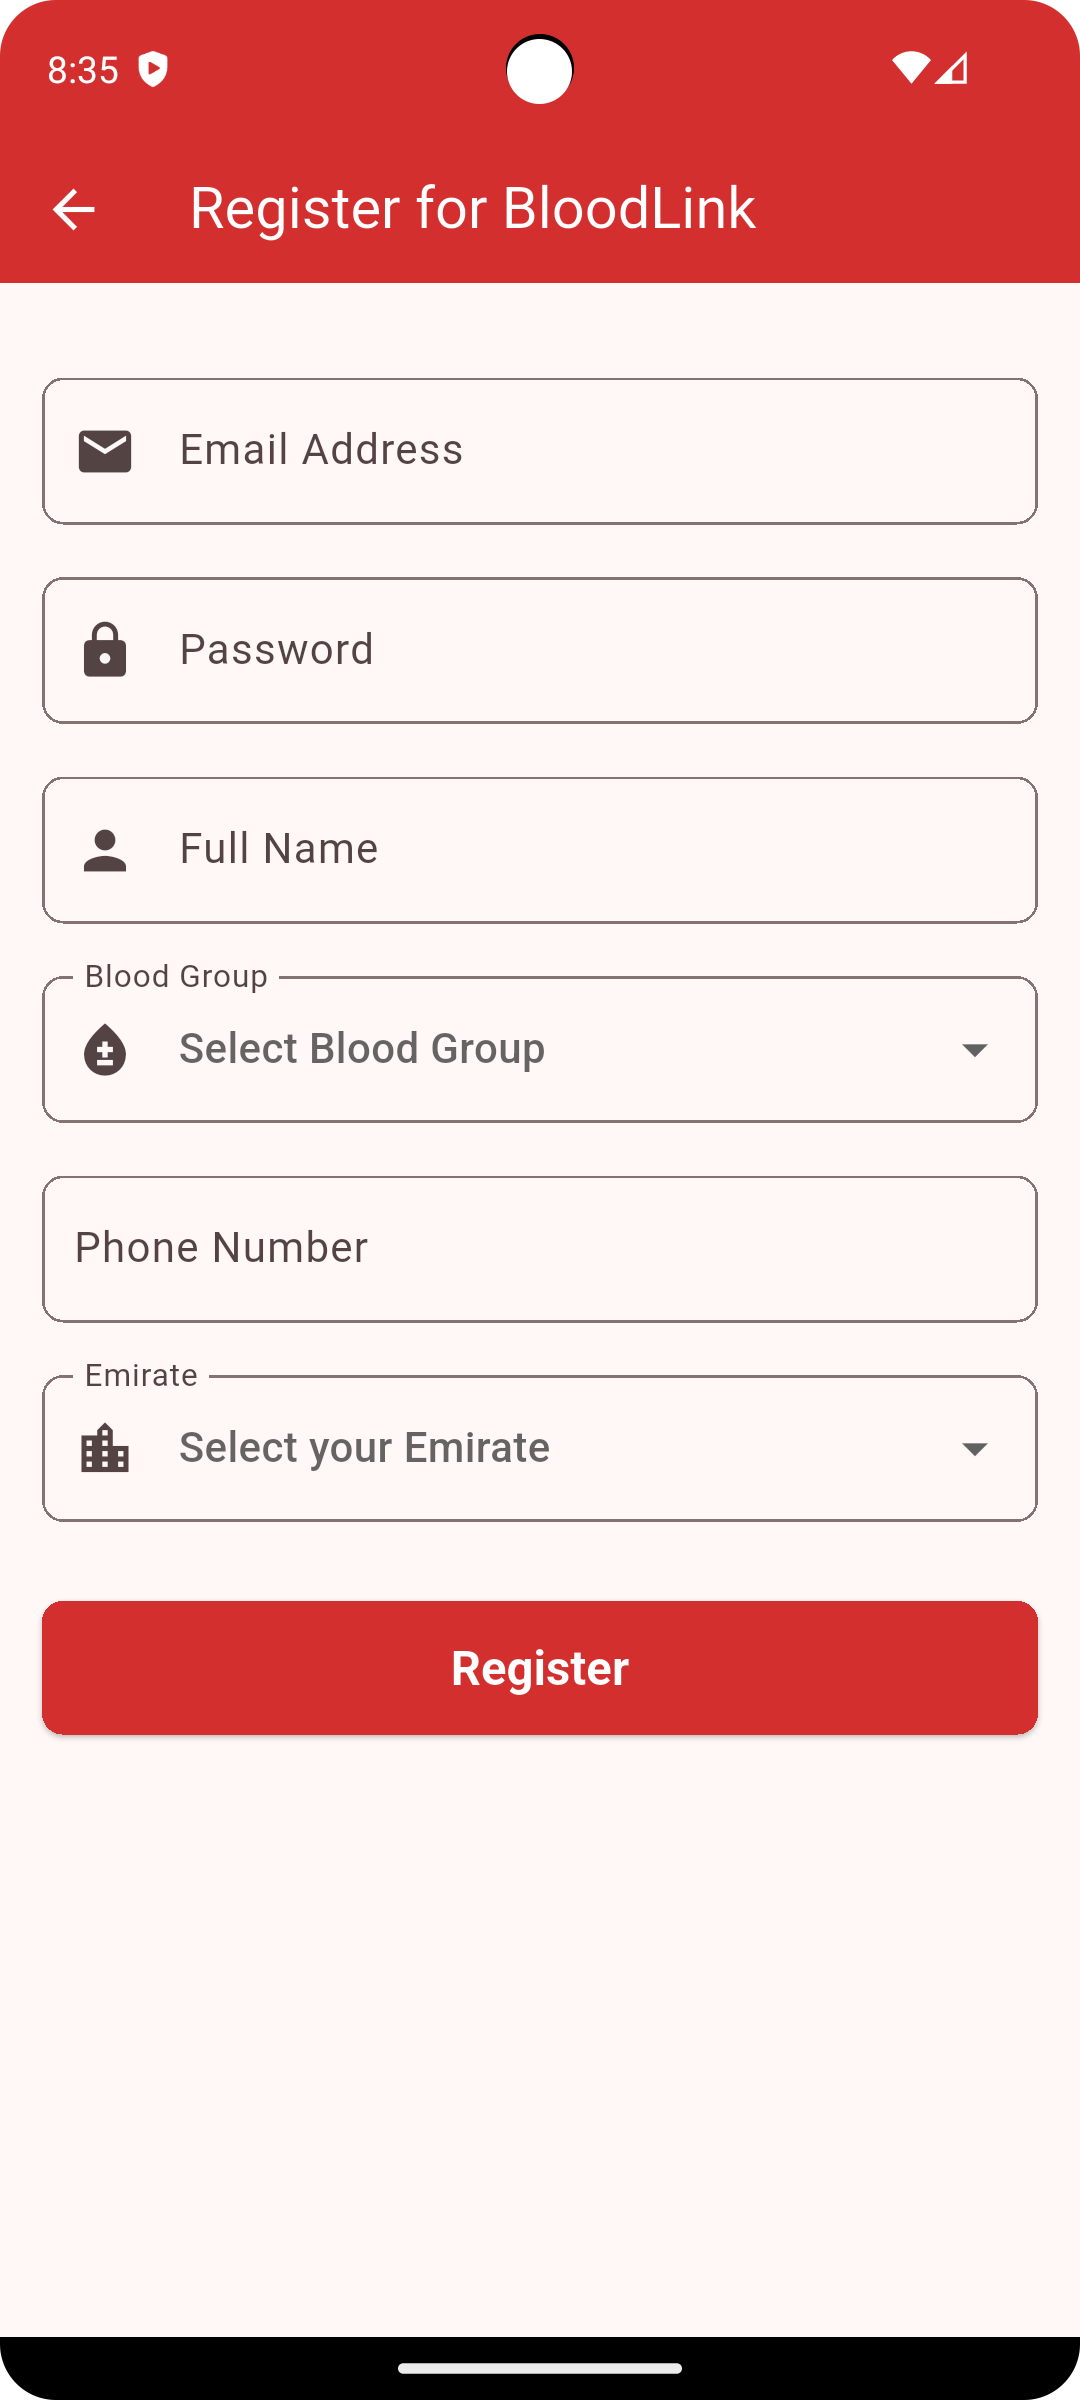 8:35
Register for BloodLink
Email Address
Password
Full Name
Blood Group
Select Blood Group
Phone Number
Emirate
Select your Emirate
Register